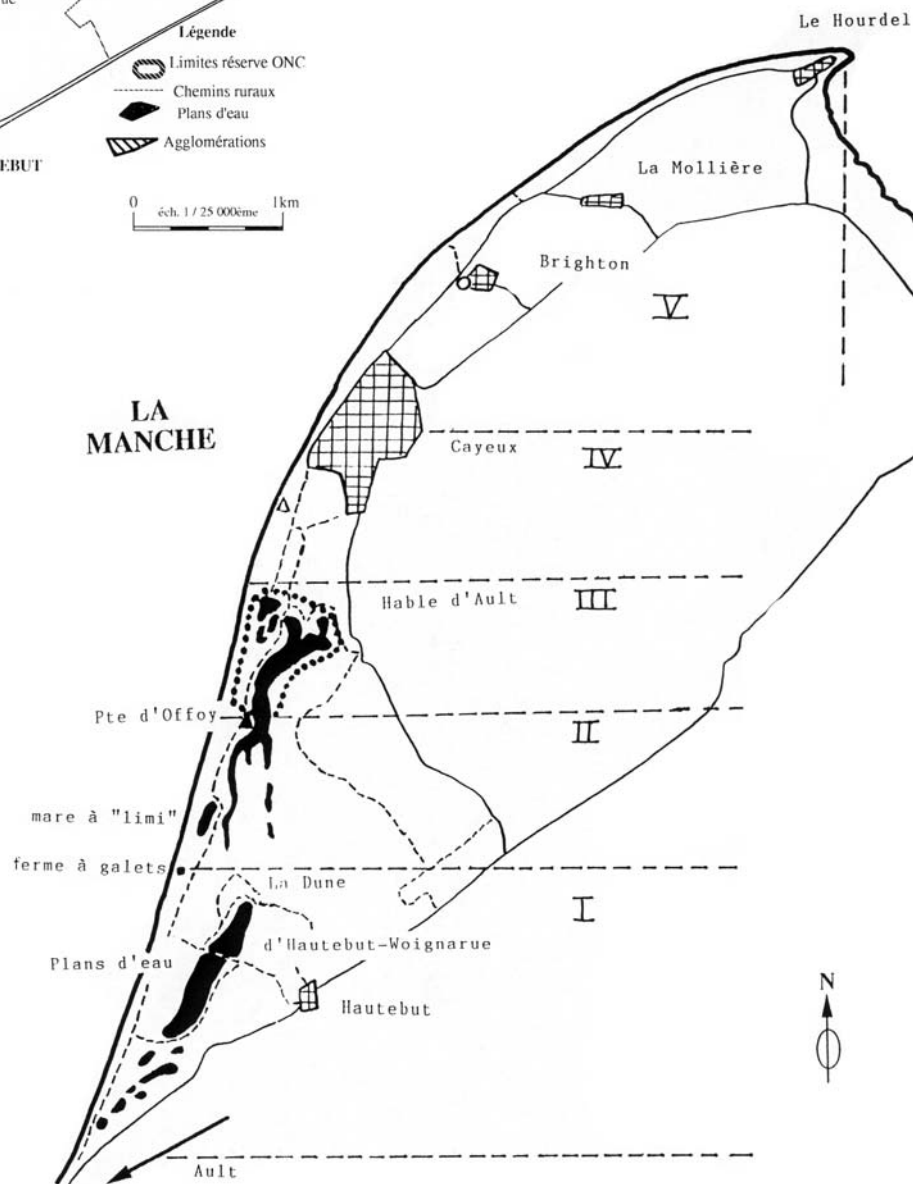 Légende
Limites réserve ONC
Chemins ruraux
Plans d'eau
Agglomérations
EBUT
0 1km
éch. 1 / 25 000ème
Le Hourdel
La Mollière
Brighton
V
LA
MANCHE
Cayeux
IV
Hable d'Ault
III
Pte d'Offoy
II
mare à "limi"
ferme à galets
La Dune
I
d'Hautebut-Woignarue
Plans d'eau
Hautebut
N
Ault